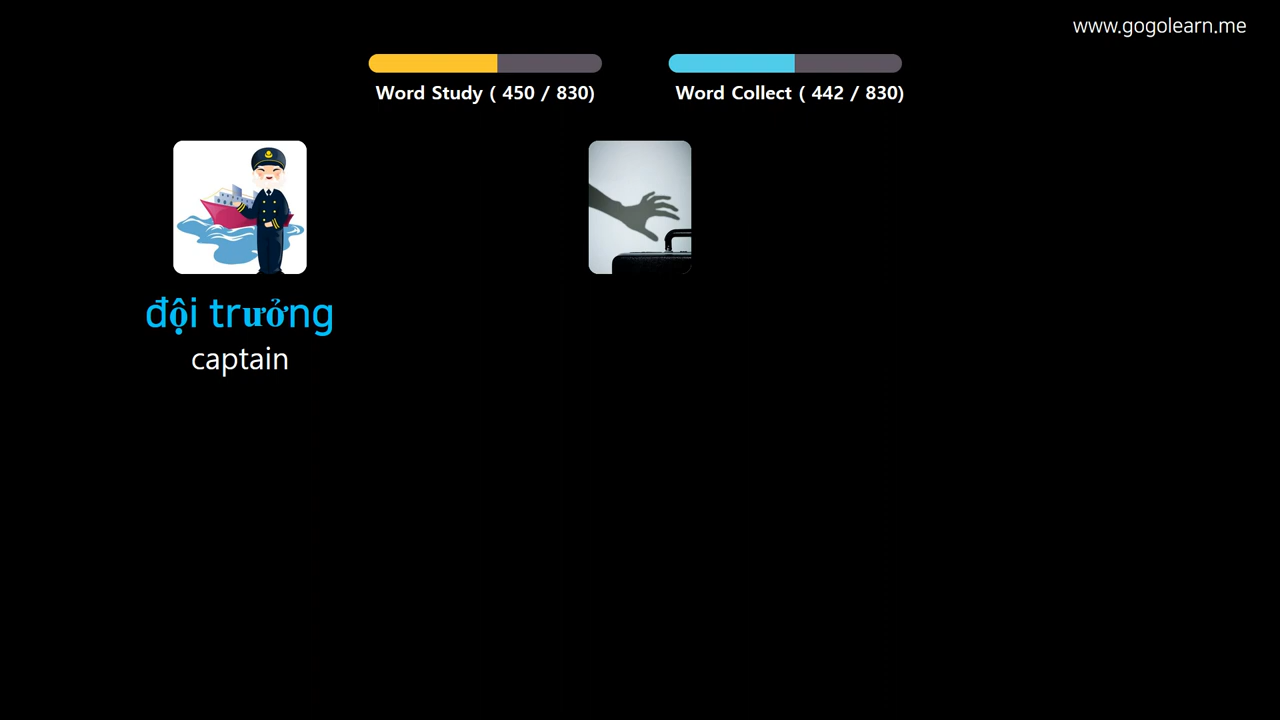 www.gogolearn.me
Word Study ( 450 / 830)
Word Collect ( 442 / 830)
đội trưởng
captain